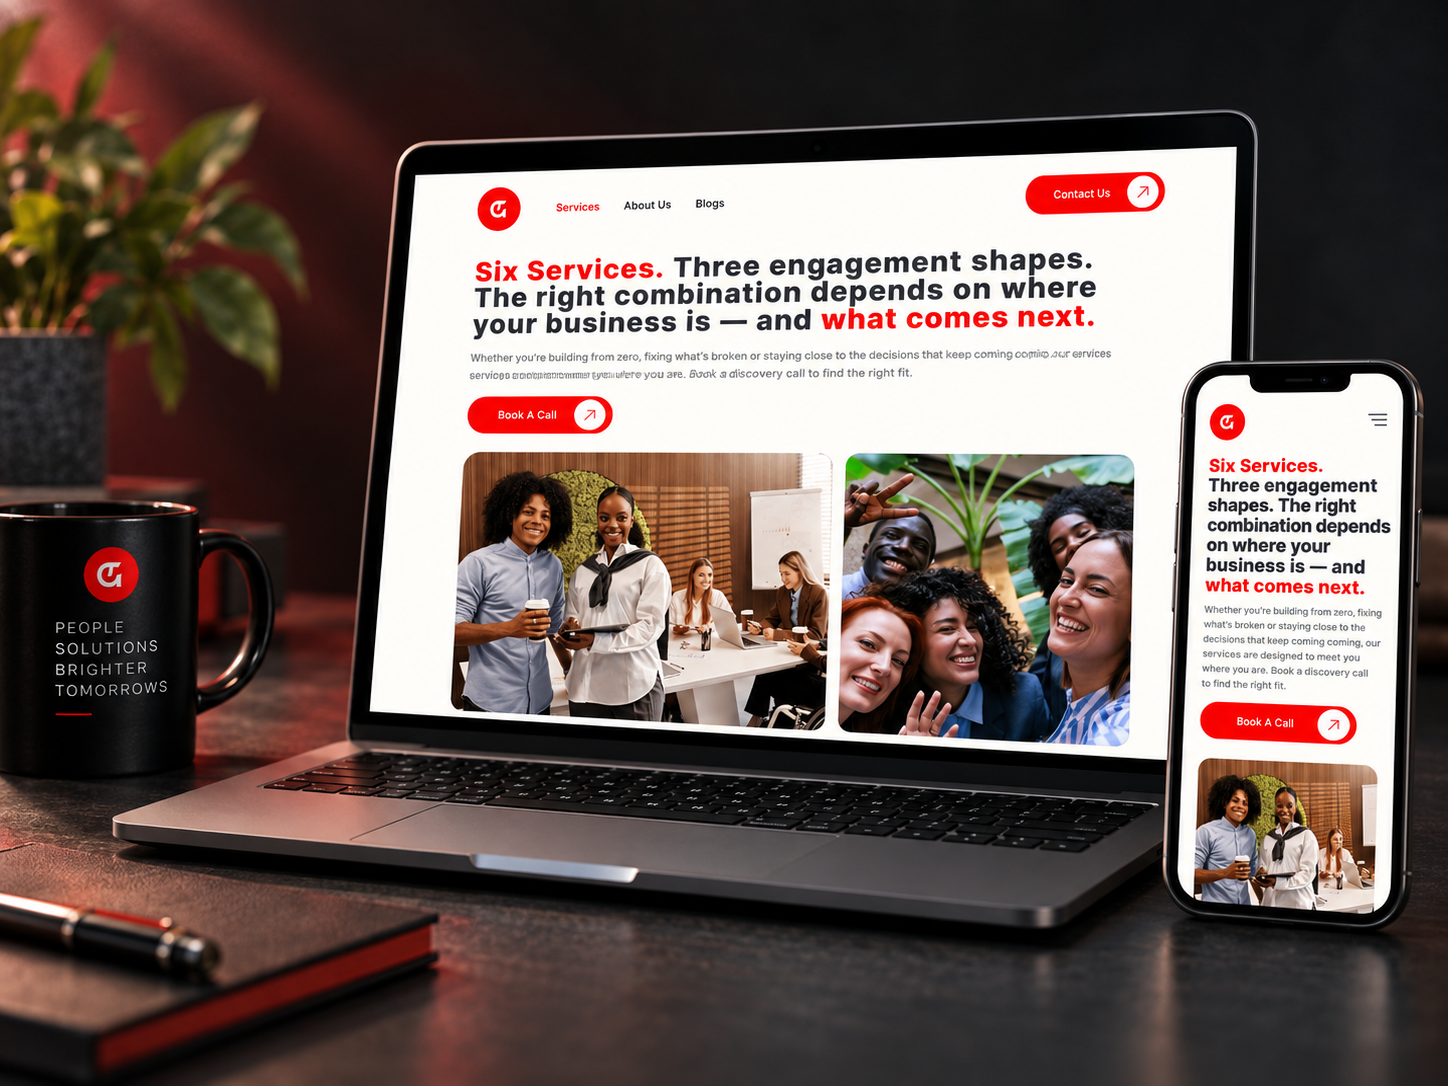 Services
About Us
Blogs
Contact Us
Six Services. Three engagement shapes.
The right combination depends on where
your business is — and what comes next.
Whether you're building from zero, fixing what's broken or staying close to the decisions that keep coming services
services you are. Book a discovery call to find the right fit.
Book A Call
PEOPLE
SOLUTIONS
BRIGHTER
TOMORROWS
Six Services.
Three engagement
shapes. The right
combination depends
on where your
business is — and
what comes next.
Whether you're building from zero, fixing
what's broken or staying close to the
decisions that keep coming coming, our
services are designed to meet you
where you are. Book a discovery call
to find the right fit.
Book A Call